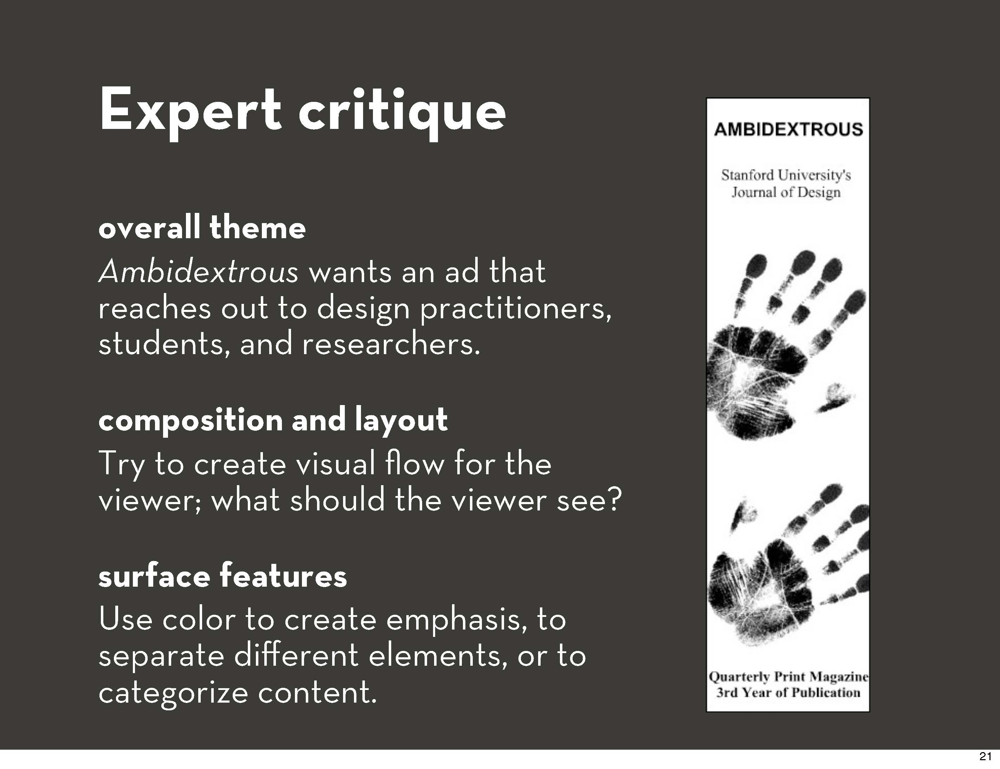 Expert critique
overall theme
Ambidextrous wants an ad that
reaches out to design practitioners,
students, and researchers.
composition and layout
Try to create visual flow for the
viewer; what should the viewer see?
surface features
Use color to create emphasis, to
separate different elements, or to
categorize content.
AMBIDEXTROUS
Stanford University's
Journal of Design
Quarterly Print Magazine
3rd Year of Publication
21